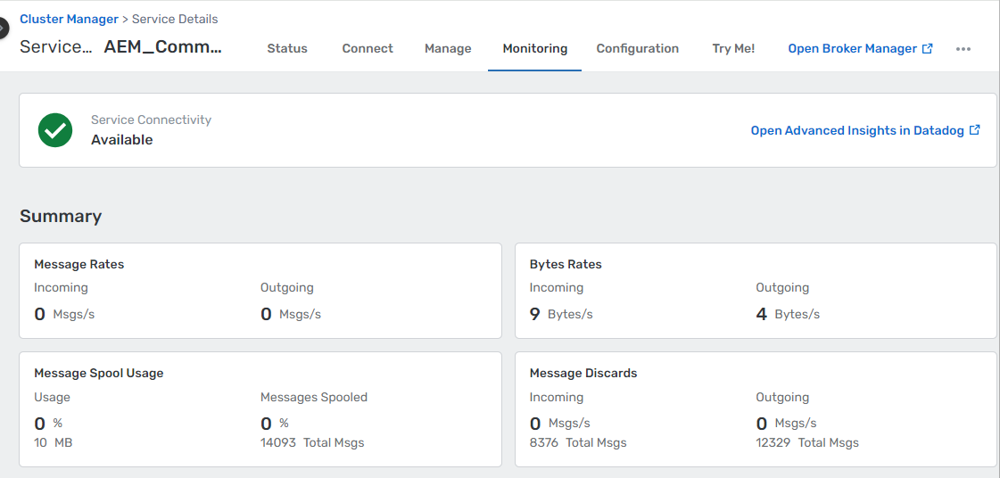 Cluster Manager > Service Details
Service... AEM_Comm... Status Connect Manage Monitoring Configuration Try Me! Open Broker Manager
Service Connectivity
Available
Open Advanced Insights in Datadog
Summary
Message Rates
Incoming Outgoing
0 Msgs/s 0 Msgs/s
Bytes Rates
Incoming Outgoing
9 Bytes/s 4 Bytes/s
Message Spool Usage
Usage Messages Spooled
0 % 0 %
10 MB 14093 Total Msgs
Message Discards
Incoming Outgoing
0 Msgs/s 0 Msgs/s
8376 Total Msgs 12329 Total Msgs